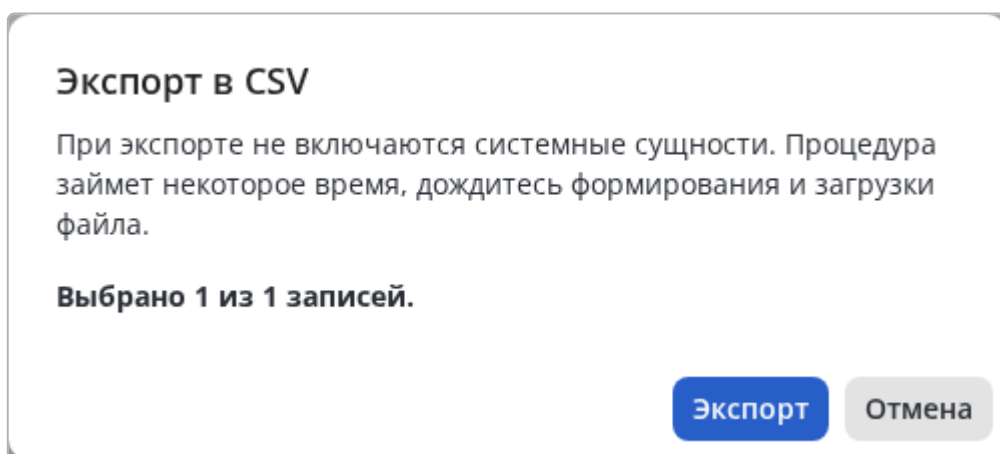 Экспорт в CSV
При экспорте не включаются системные сущности. Процедура
займет некоторое время, дождитесь формирования и загрузки
файла.
Выбрано 1 из 1 записей.
Экспорт Отмена